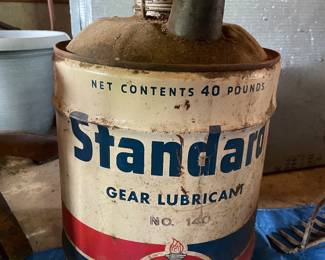 NET CONTENTS 40 POUNDS
Standard
GEAR LUBRICANT
NO. 140